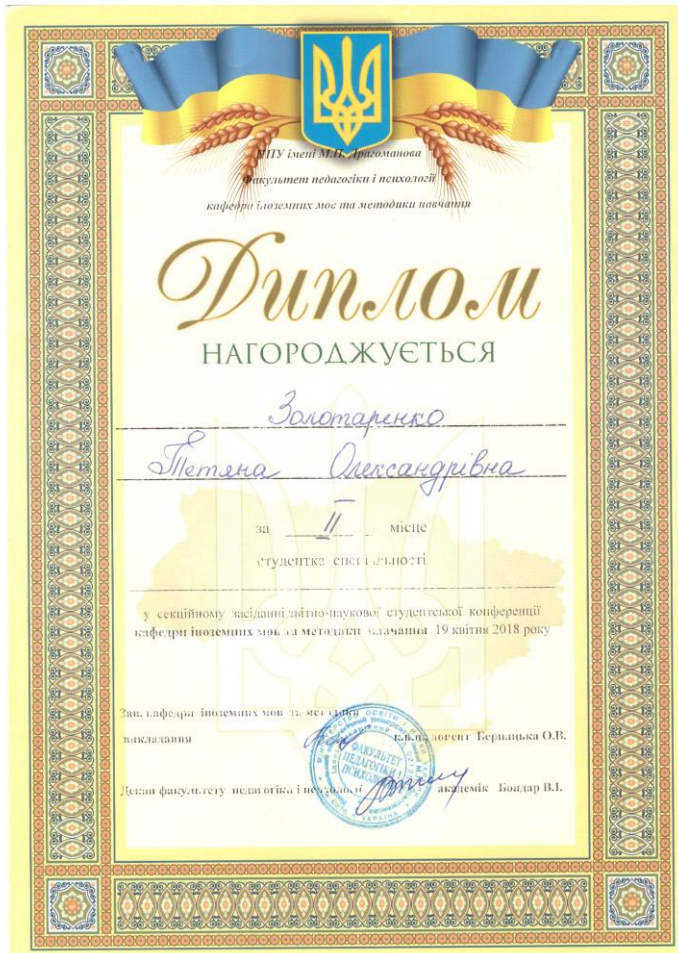 НПУ імені М.П. Драгоманова
Факультет педагогіки і психології
кафедра іноземних мов та методики навчання
Диплом
НАГОРОДЖУЄТЬСЯ
Золотаренко
Тетяна Олександрівна
за II місце
студентка спеціальності
у секційному засіданні звітно-наукової студентської конференції
кафедри іноземних мов та методики навчання 19 квітня 2018 року
Зав. кафедри іноземних мов та методики
викладання к.п.н., доцент Бернацька О.В.
Декан факультету педагогіки і психології академік Бондар В.І.
ФАКУЛЬТЕТ
ПЕДАГОГІКИ І
ПСИХОЛОГІЇ
УКРАЇНА